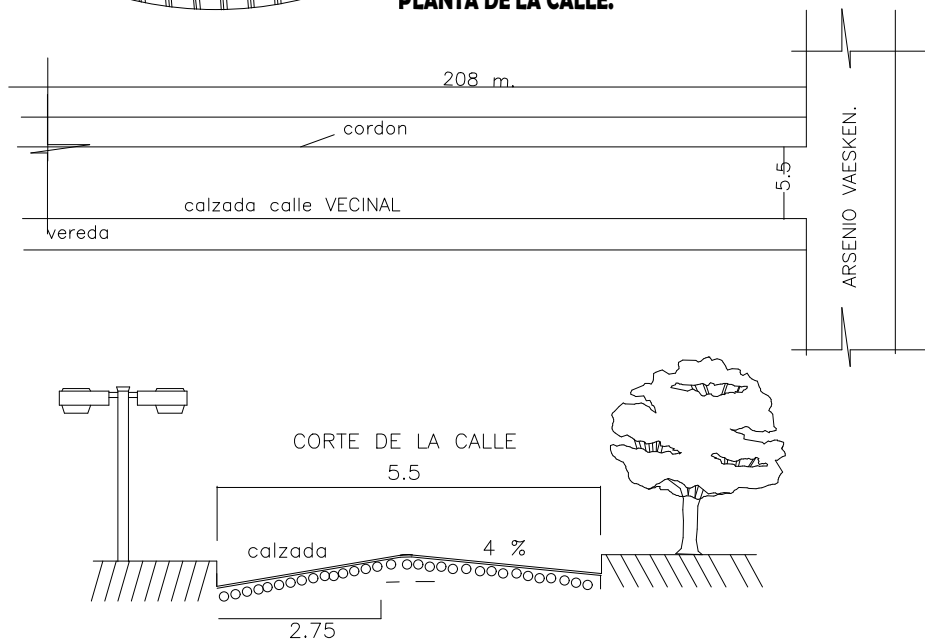 PLANTA DE LA CALLE.
208 m.
cordon
5.5
ARSENIO VAESKEN.
calzada calle VECINAL
vereda
CORTE DE LA CALLE
5.5
calzada
4 %
2.75